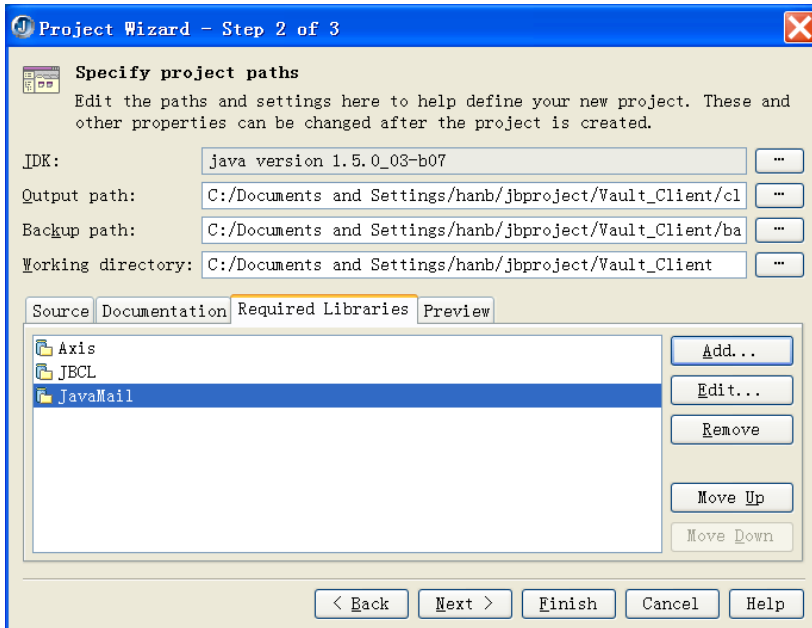 Project Wizard - Step 2 of 3
Specify project paths
Edit the paths and settings here to help define your new project. These and
other properties can be changed after the project is created.
JDK: java version 1.5.0_03-b07 ...
Output path: C:/Documents and Settings/hanb/jbproject/Vault_Client/cl ...
Backup path: C:/Documents and Settings/hanb/jbproject/Vault_Client/ba ...
Working directory: C:/Documents and Settings/hanb/jbproject/Vault_Client ...
Source Documentation Required Libraries Preview
Axis Add...
JBCL
Edit...
JavaMail
Remove
Move Up
Move Down
< Back Next > Finish Cancel Help